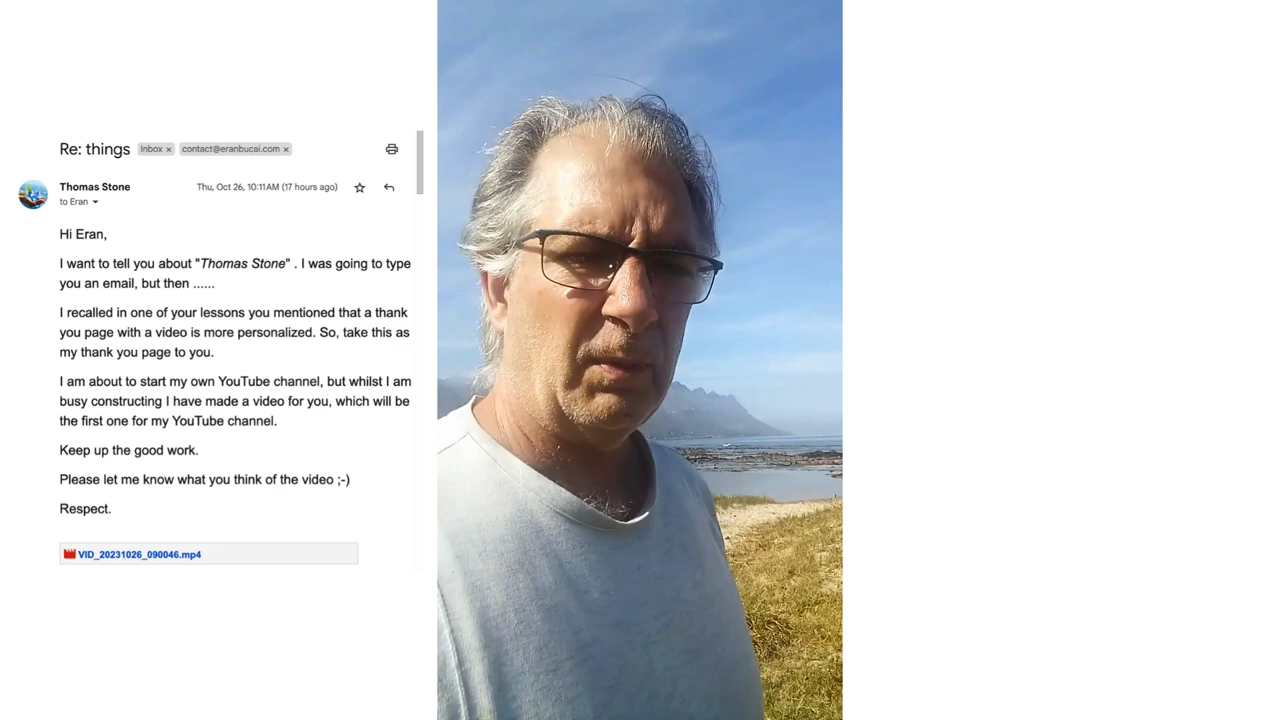 Re: things Inbox × contact@eranbucai.com ×
Thomas Stone Thu, Oct 26, 10:11 AM (17 hours ago)
to Eran
Hi Eran,
I want to tell you about "Thomas Stone" . I was going to type
you an email, but then ......
I recalled in one of your lessons you mentioned that a thank
you page with a video is more personalized. So, take this as
my thank you page to you.
I am about to start my own YouTube channel, but whilst I am
busy constructing I have made a video for you, which will be
the first one for my YouTube channel.
Keep up the good work.
Please let me know what you think of the video ;-)
Respect.
VID_20231026_090046.mp4